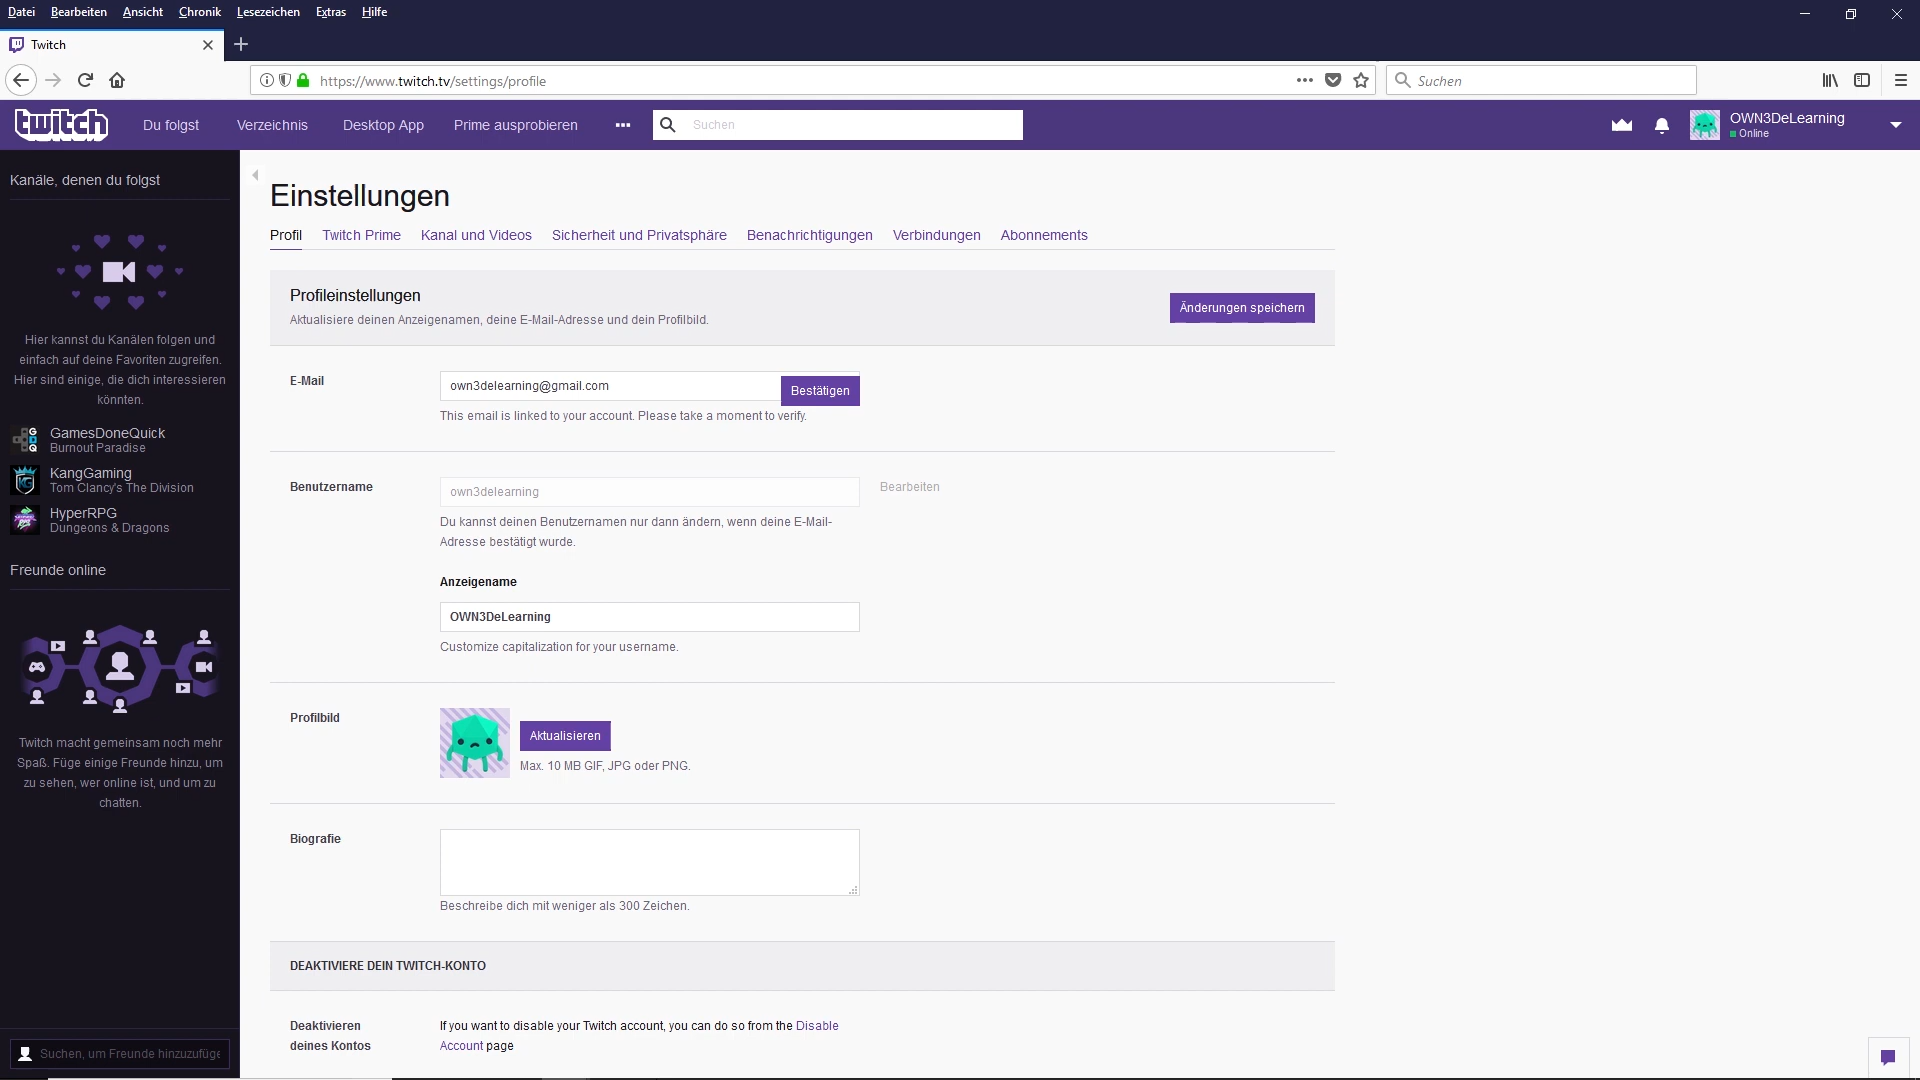 Datei Bearbeiten Ansicht Chronik Lesezeichen Extras Hilfe
Twitch
https://www.twitch.tv/settings/profile
Suchen
twitch Du folgst Verzeichnis Desktop App Prime ausprobieren
Suchen
OWN3DeLearning
Online
Kanäle, denen du folgst
Hier kannst du Kanälen folgen und
einfach auf deine Favoriten zugreifen.
Hier sind einige, die dich interessieren
könnten.
GamesDoneQuick
Burnout Paradise
KangGaming
Tom Clancy's The Division
HyperRPG
Dungeons & Dragons
Freunde online
Twitch macht gemeinsam noch mehr
Spaß. Füge einige Freunde hinzu, um
zu sehen, wer online ist, und um zu
chatten.
Suchen, um Freunde hinzuzufüge
Einstellungen
Profil Twitch Prime Kanal und Videos Sicherheit und Privatsphäre Benachrichtigungen Verbindungen Abonnements
Profileinstellungen
Aktualisiere deinen Anzeigenamen, deine E-Mail-Adresse und dein Profilbild.
Änderungen speichern
E-Mail
own3delearning@gmail.com
Bestätigen
This email is linked to your account. Please take a moment to verify.
Benutzername
own3delearning
Bearbeiten
Du kannst deinen Benutzernamen nur dann ändern, wenn deine E-Mail-
Adresse bestätigt wurde.
Anzeigename
OWN3DeLearning
Customize capitalization for your username.
Profilbild
Aktualisieren
Max. 10 MB GIF, JPG oder PNG.
Biografie
Beschreibe dich mit weniger als 300 Zeichen.
DEAKTIVIERE DEIN TWITCH-KONTO
Deaktivieren
deines Kontos
If you want to disable your Twitch account, you can do so from the Disable
Account page